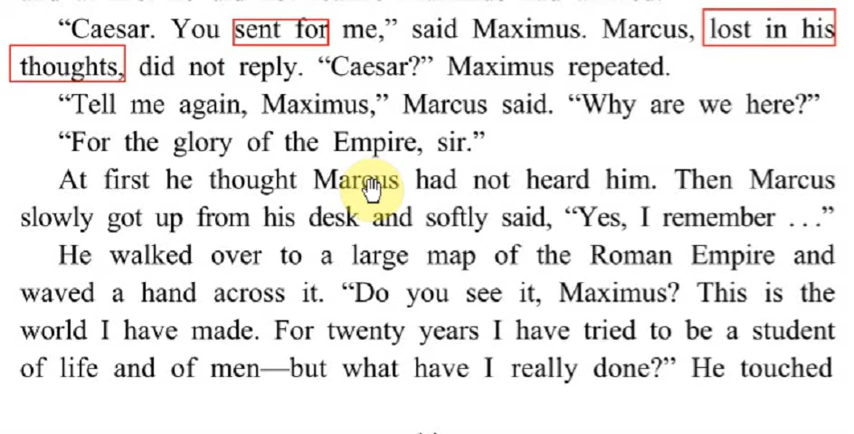 “Caesar. You sent for me,” said Maximus. Marcus, lost in his
thoughts, did not reply. “Caesar?” Maximus repeated.
“Tell me again, Maximus,” Marcus said. “Why are we here?”
“For the glory of the Empire, sir.”
At first he thought Marcus had not heard him. Then Marcus
slowly got up from his desk and softly said, “Yes, I remember ...”
He walked over to a large map of the Roman Empire and
waved a hand across it. “Do you see it, Maximus? This is the
world I have made. For twenty years I have tried to be a student
of life and of men—but what have I really done?” He touched